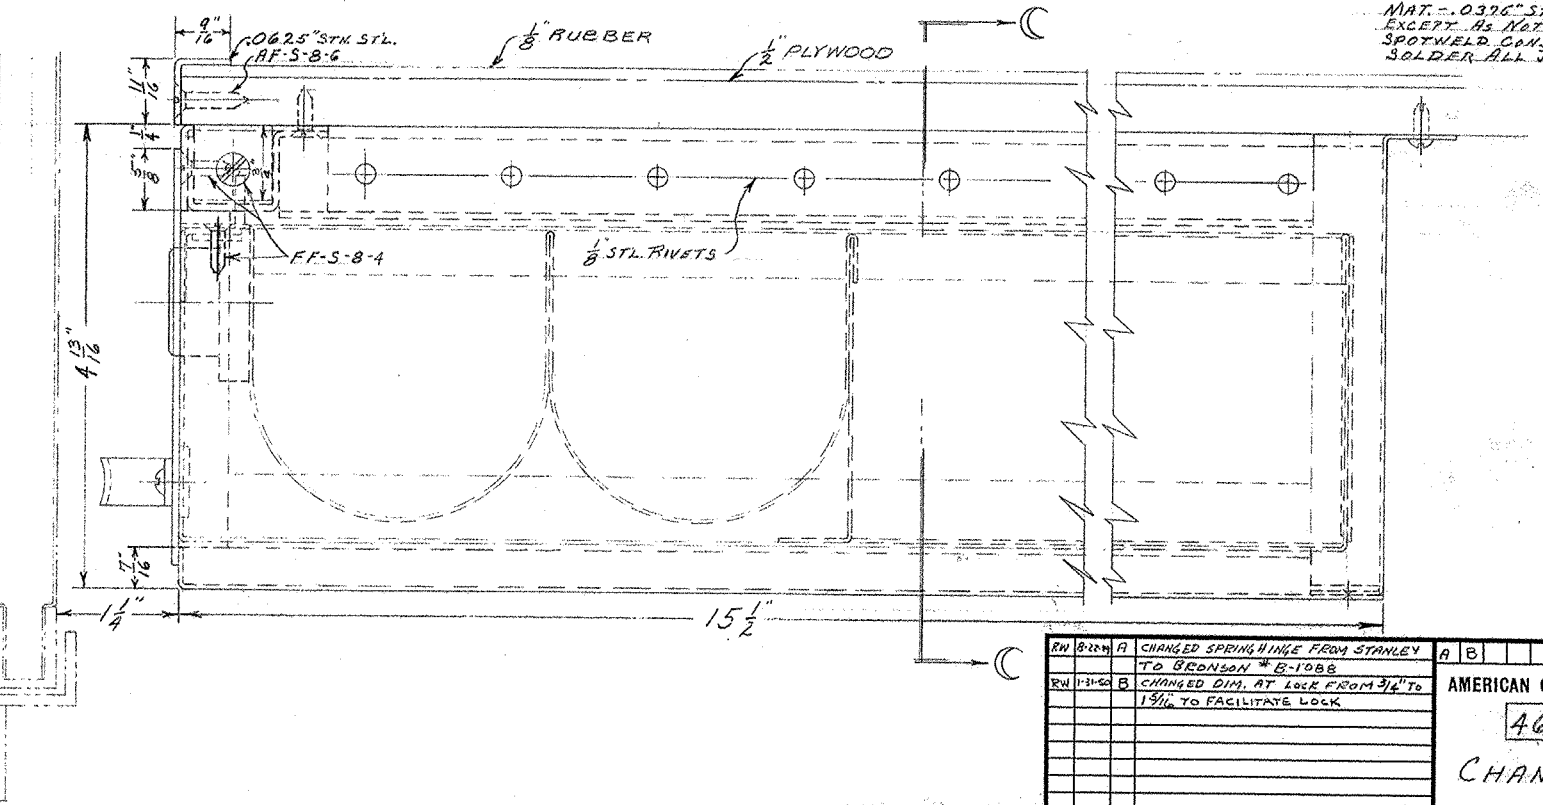 9/16"
.0625" STN. STL.
AF-S-8-6
1/8" RUBBER
1/2" PLYWOOD
MAT.-.0376" ST
EXCEPT AS NOT
SPOTWELD CON
SOLDER ALL
11/16"
1/4"
5/8"
3/4"
FF-S-8-4
1/8" STL. RIVETS
4 13/16"
7/16"
1 1/4"
15 1/2"
C
C
RW A CHANGED SPRING HINGE FROM STANLEY
TO BRONSON # B-1088
RW 1-31-50 B CHANGED DIM. AT LOCK FROM 3/4" TO
1 5/16 TO FACILITATE LOCK
A B
AMERICAN
46
CHAN